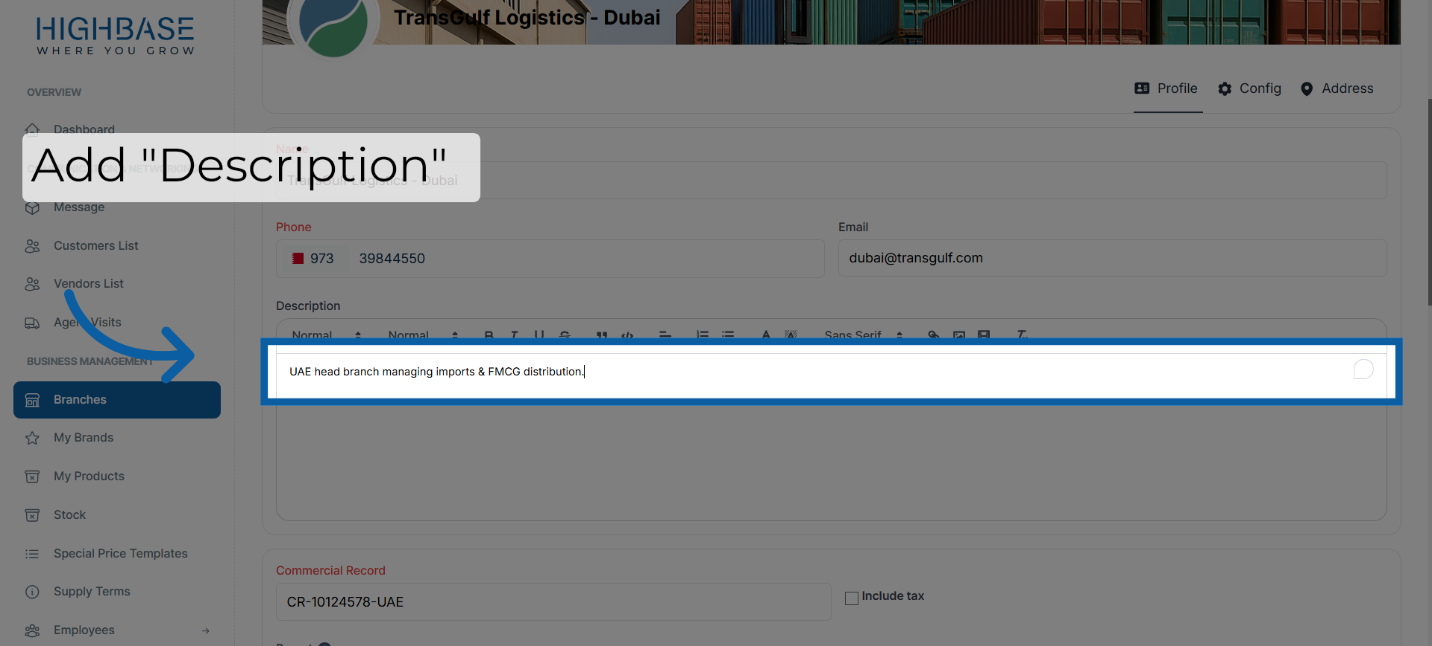 HIGHBASE
WHERE YOU GROW
TransGulf Logistics - Dubai
Profile
Config
Address
OVERVIEW
Dashboard
Add "Description"
Name
TransGulf Logistics - Dubai
Message
Customers List
Vendors List
Agent Visits
BUSINESS MANAGEMENT
Branches
My Brands
My Products
Stock
Special Price Templates
Supply Terms
Employees
Phone
973 39844550
Email
dubai@transgulf.com
Description
Normal Normal B I U S Sans Serif
UAE head branch managing imports & FMCG distribution.
Commercial Record
CR-10124578-UAE
Include tax